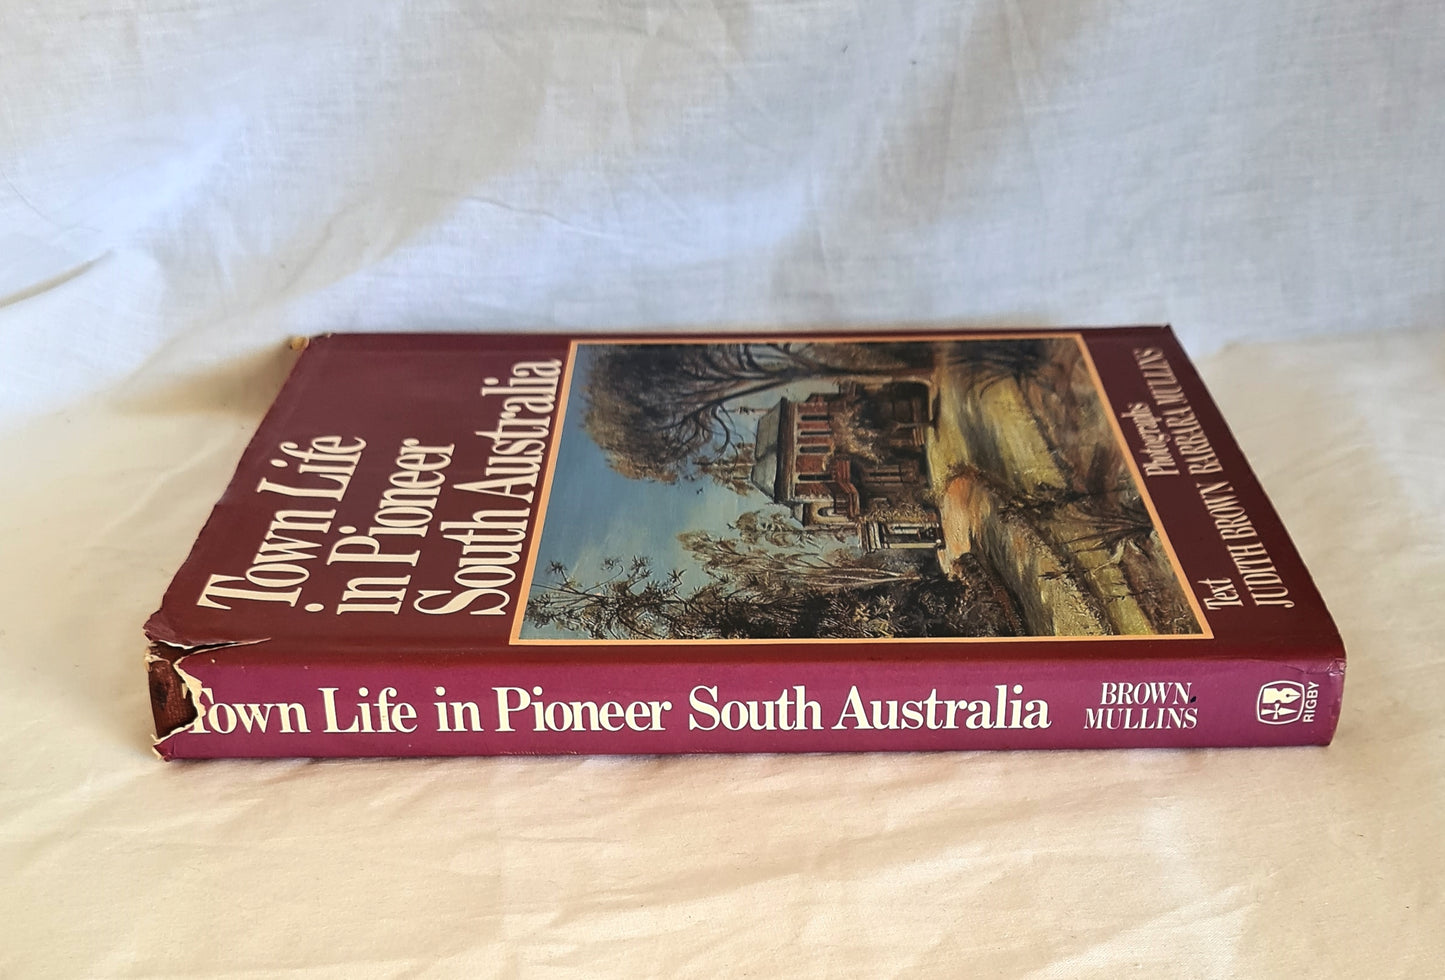 Town Life
in Pioneer
South Australia
Text
JUDITH BROWN
Photographs
BARBARA MULLINS
Town Life in Pioneer South Australia
BROWN.
MULLINS
RIGBY